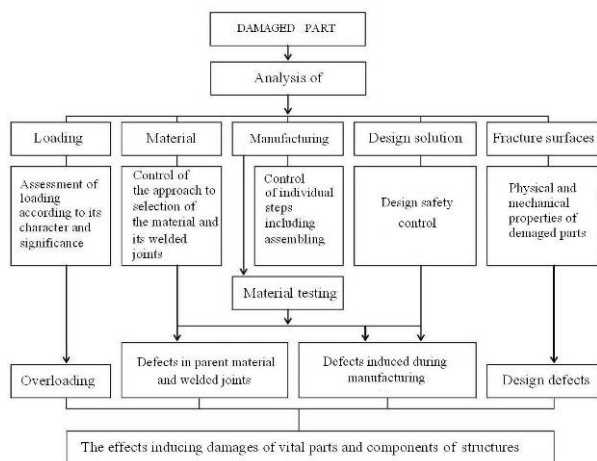 DAMAGED PART
Analysis of
Loading
Material
Manufacturing
Design solution
Fracture surfaces
Assessment of
loading
according to its
character and
significance
Control of
the approach to
selection of
the material and
its welded
joints
Control
of individual
steps
including
assembling
Design safety
control
Physical and
mechanical
properties of
demaged parts
Material testing
Overloading
Defects in parent material
and welded joints
Defects induced during
manufacturing
Design defects
The effects inducing damages of vital parts and components of structures